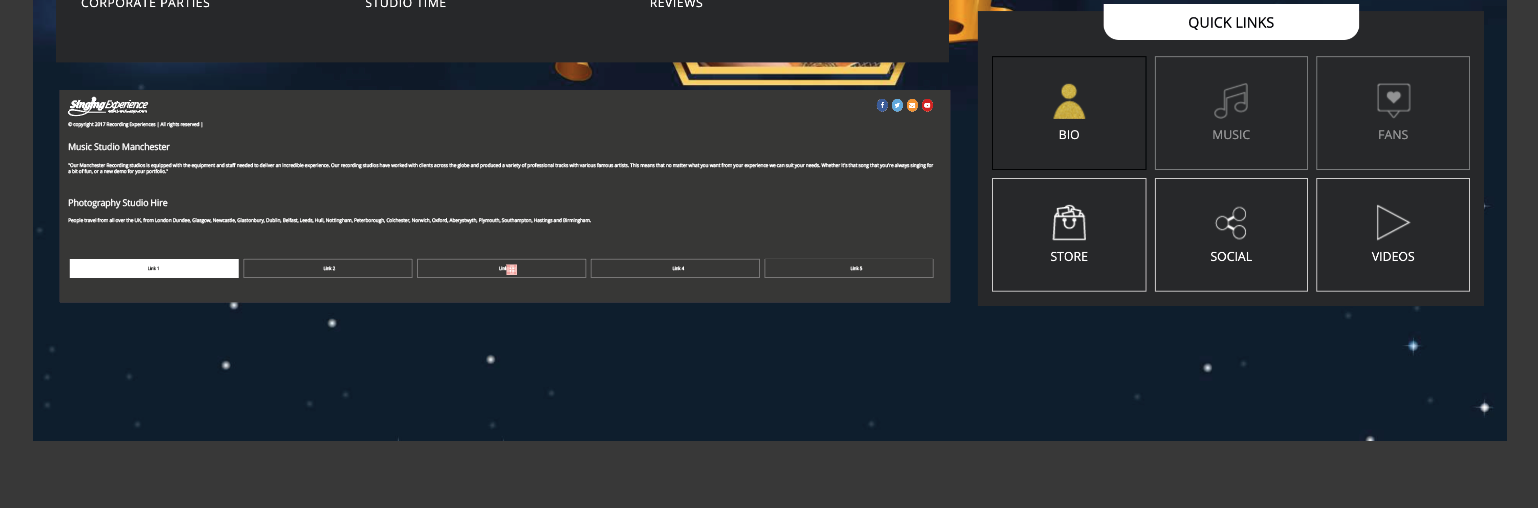 CORPORATE PARTIES
STUDIO TIME
REVIEWS
Singing Experience
© copyright 2017 Recording Experiences | All rights reserved |
Music Studio Manchester
"Our Manchester Recording studios is equipped with the equipment and staff needed to deliver an incredible experience. Our recording studios have worked with clients across the globe and produced a variety of professional tracks with various famous artists. This means that no matter what you want from your experience we can suit your needs. Whether it's that song that you're always singing for
a bit of fun, or a new demo for your portfolio."
Photography Studio Hire
People travel from all over the UK, from London Dundee, Glasgow, Newcastle, Glastonbury, Dublin, Belfast, Leeds, Hull, Nottingham, Peterborough, Colchester, Norwich, Oxford, Aberystwyth, Plymouth, Southampton, Hastings and Birmingham.
Link 1
Link 2
Link
Link 4
Link 5
QUICK LINKS
BIO
MUSIC
FANS
STORE
SOCIAL
VIDEOS